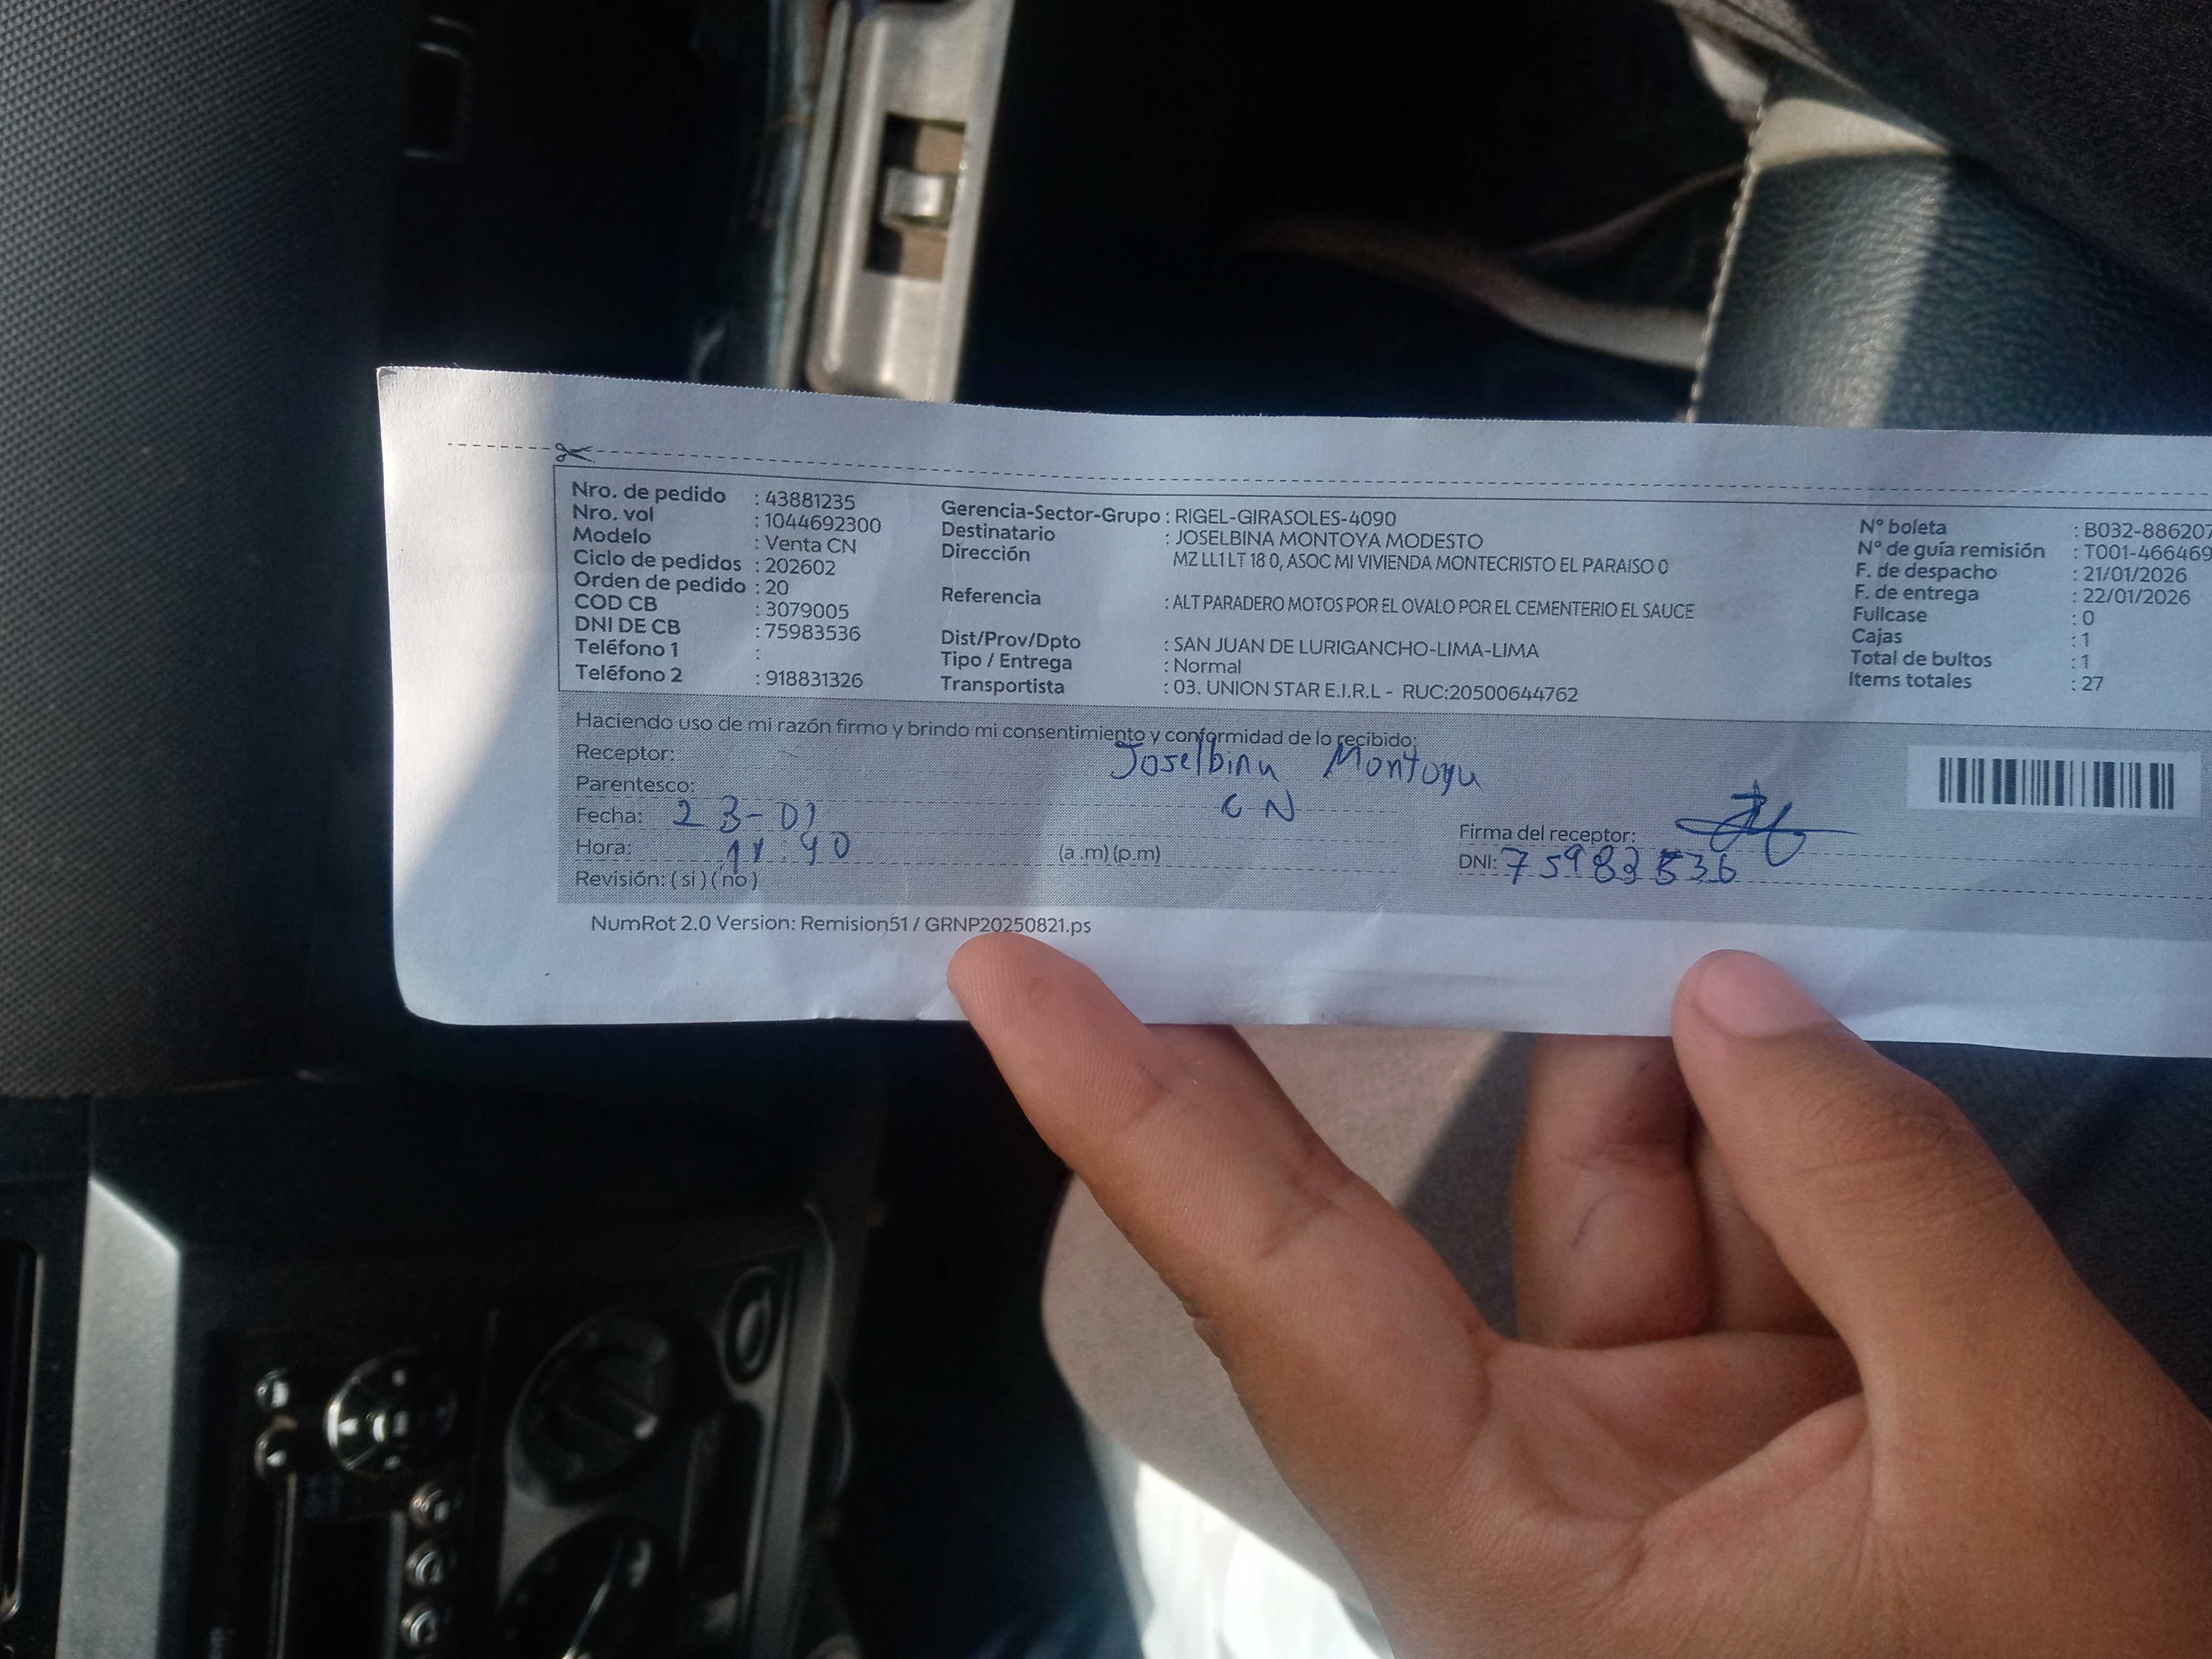 Nro. de pedido : 43881235
Nro. vol : 1044692300
Modelo : Venta CN
Ciclo de pedidos : 202602
Orden de pedido : 20
COD CB : 3079005
DNI DE CB : 75983536
Teléfono 1 :
Teléfono 2 : 918831326
Gerencia-Sector-Grupo : RIGEL-GIRASOLES-4090
Destinatario : JOSELBINA MONTOYA MODESTO
Dirección MZ LL1 LT 18 0, ASOC MI VIVIENDA MONTECRISTO EL PARAISO 0
Referencia : ALT PARADERO MOTOS POR EL OVALO POR EL CEMENTERIO EL SAUCE
Dist/Prov/Dpto : SAN JUAN DE LURIGANCHO-LIMA-LIMA
Tipo / Entrega : Normal
Transportista : 03. UNION STAR E.I.R.L - RUC:20500644762
N° boleta : B032-886207
N° de guía remisión : T001-466469
F. de despacho : 21/01/2026
F. de entrega : 22/01/2026
Fullcase : 0
Cajas : 1
Total de bultos : 1
Items totales : 27
Haciendo uso de mi razón firmo y brindo mi consentimiento y conformidad de lo recibido:
Receptor: Joselbina Montoya
Parentesco: CN
Fecha: 23-01
Hora: 11:40 (a .m) (p.m)
Revisión: ( si ) ( no )
Firma del receptor:
DNI: 75983536
NumRot 2.0 Version: Remision51 / GRNP20250821.ps